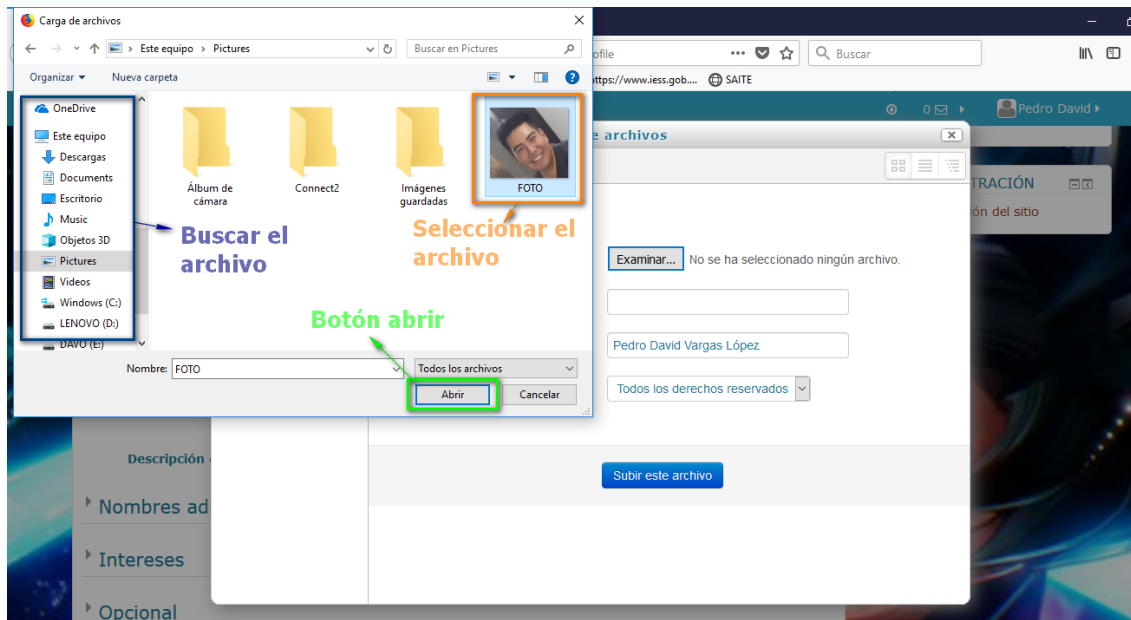 Carga de archivos
Este equipo › Pictures
Buscar en Pictures
Organizar
Nueva carpeta
OneDrive
Este equipo
Descargas
Documents
Escritorio
Music
Objetos 3D
Pictures
Videos
Windows (C:)
LENOVO (D:)
DAVO (E:)
Álbum de
cámara
Connect2
Imágenes
guardadas
FOTO
Buscar el
archivo
Seleccionar el
archivo
Botón abrir
Nombre: FOTO
Todos los archivos
Abrir
Cancelar
ofile
Buscar
https://www.iess.gob....
SAITE
0
Pedro David
e archivos
TRACIÓN
ión del sitio
Examinar... No se ha seleccionado ningún archivo.
Pedro David Vargas López
Todos los derechos reservados
Subir este archivo
Descripción
Nombres ad
Intereses
Opcional